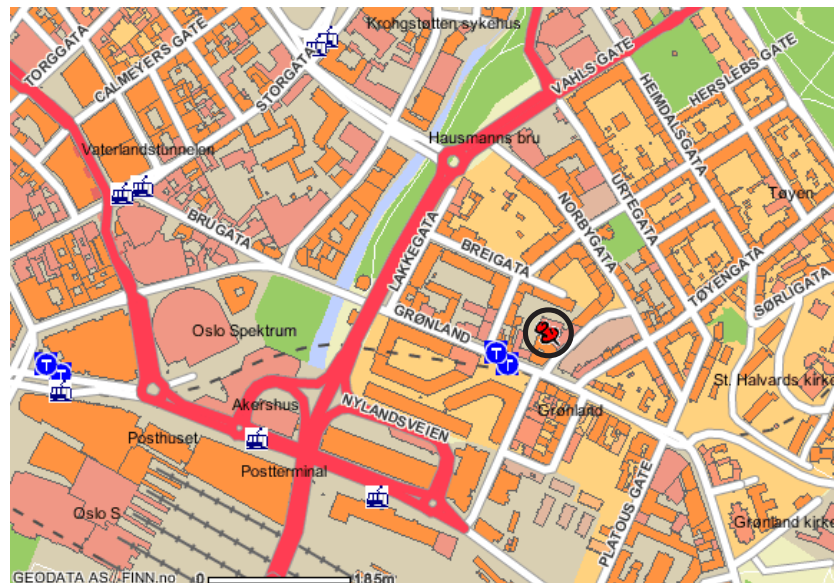 Krohgstøtten sykehus
TORGGATA
CALMEYERS GATE
STORGATA
VAHLS GATE
HERSLEBS GATE
HEIMDALSGATA
Hausmanns bru
Vaterlandstunnelen
URTEGATA
NORBYGATA
Tøyen
BRUGATA
LAKKEGATA
BREIGATA
TØYENGATA
SØRLIGATA
GRØNLAND
Oslo Spektrum
T
T
T
T
St. Halvards kirke
Akershus
NYLANDSVEIEN
Grønland
Posthuset
Postterminal
PLATOUS GATE
Oslo S
Grønland kirke
GEODATA AS / FINN.no 0 185m